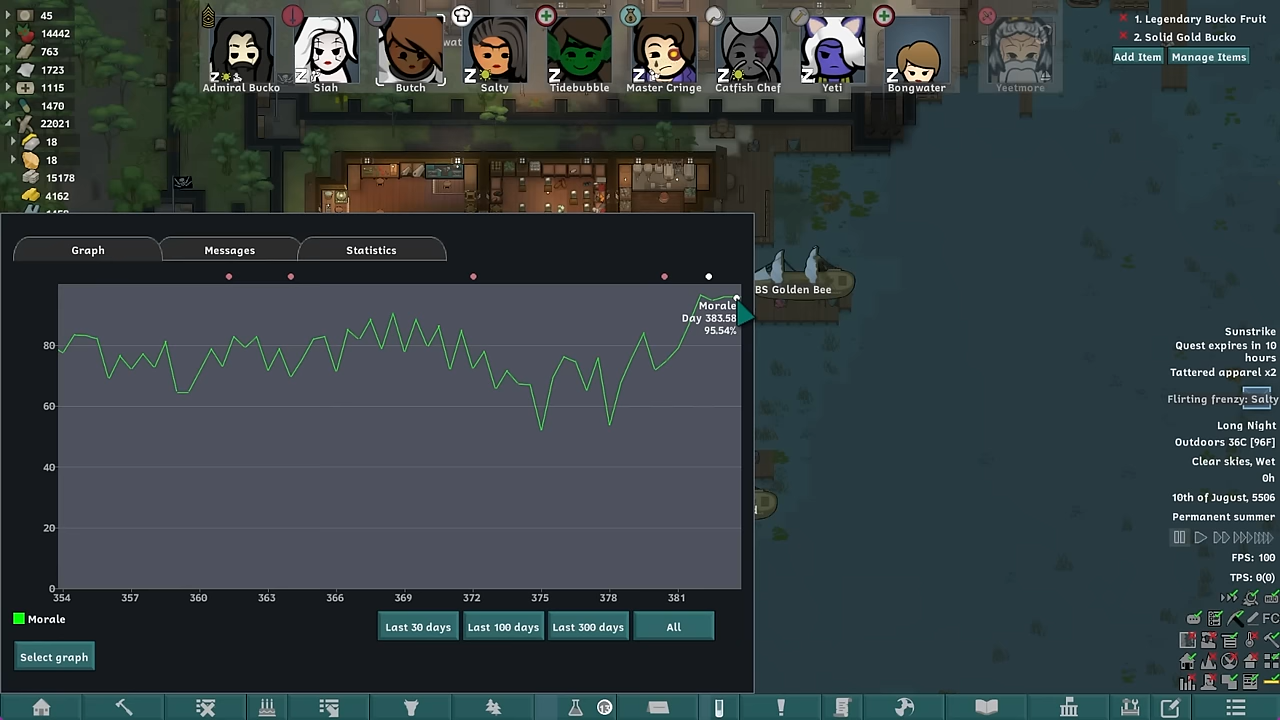 45
14442
763
1723
1115
1470
22021
18
18
15178
4162
Admiral Bucko
Siah
Butch
Salty
Tidebubble
Master Cringe
Catfish Chef
Yeti
Bongwater
Yeetmore
1. Legendary Bucko Fruit
2. Solid Gold Bucko
Add Item
Manage Items
Graph
Messages
Statistics
BS Golden Bee
Morale
Day 383.58
95.54%
80
60
40
20
0
354
357
360
363
366
369
372
375
378
381
Morale
Last 30 days
Last 100 days
Last 300 days
All
Select graph
Sunstrike
Quest expires in 10
hours
Tattered apparel x2
Flirting frenzy: Salty
Long Night
Outdoors 36C [96F]
Clear skies, Wet
0h
10th of Jugust, 5506
Permanent summer
FPS: 100
TPS: 0(0)
FC